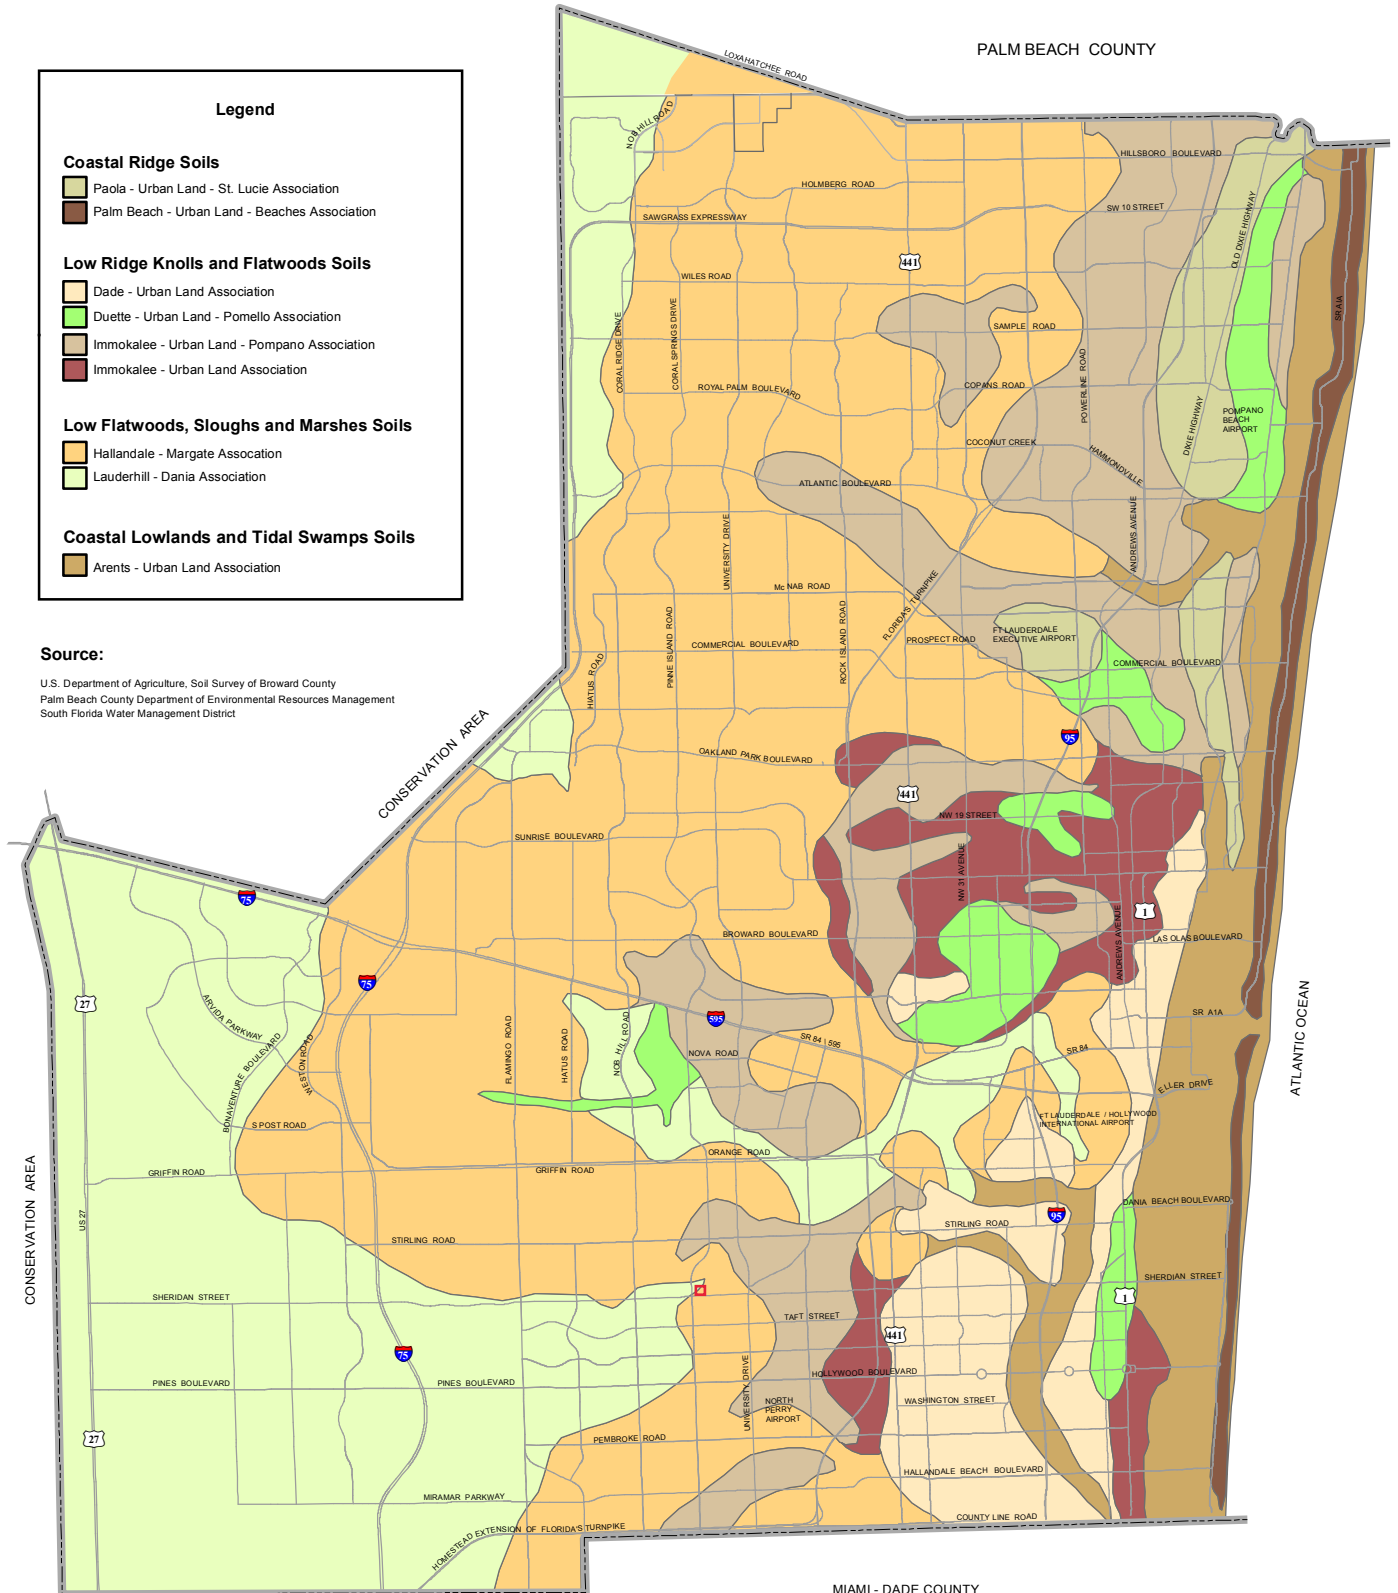 PALM BEACH COUNTY
LOXAHATCHEE ROAD
Legend
Coastal Ridge Soils
Paola - Urban Land - St. Lucie Association
Palm Beach - Urban Land - Beaches Association
Low Ridge Knolls and Flatwoods Soils
Dade - Urban Land Association
Duette - Urban Land - Pomello Association
Immokalee - Urban Land - Pompano Association
Immokalee - Urban Land Association
Low Flatwoods, Sloughs and Marshes Soils
Hallandale - Margate Assocation
Lauderhill - Dania Association
Coastal Lowlands and Tidal Swamps Soils
Arents - Urban Land Association
Source:
U.S. Department of Agriculture, Soil Survey of Broward County
Palm Beach County Department of Environmental Resources Management
South Florida Water Management District
NOB HILL ROAD
HILLSBORO BOULEVARD
HOLMBERG ROAD
SW 10 STREET
SAWGRASS EXPRESSWAY
OLD DIXIE HIGHWAY
441
WILES ROAD
SR AIA
CORAL RIDGE DRIVE
CORAL SPRINGS DRIVE
SAMPLE ROAD
POWERLINE ROAD
ROYAL PALM BOULEVARD
COPANS ROAD
DIXIE HIGHWAY
POMPANO
BEACH
AIRPORT
COCONUT CREEK
HAMMONDVILLE
ATLANTIC BOULEVARD
UNIVERSITY DRIVE
ANDREWS AVENUE
Mc NAB ROAD
FLORIDA'S TURNPIKE
PINNE ISLAND ROAD
ROCK ISLAND ROAD
COMMERCIAL BOULEVARD
PROSPECT ROAD
FT LAUDERDALE
EXECUTIVE AIRPORT
COMMERCIAL BOULEVARD
HIATUS ROAD
CONSERVATION AREA
95
OAKLAND PARK BOULEVARD
441
NW 19 STREET
SUNRISE BOULEVARD
NW 31 AVENUE
75
1
ANDREWS AVENUE
BROWARD BOULEVARD
LAS OLAS BOULEVARD
75
27
ARVIDA PARKWAY
595
SR A1A
ATLANTIC OCEAN
BONAVENTURE BOULEVARD
WESTON ROAD
FLAMINGO ROAD
HATUS ROAD
NOB HILL ROAD
NOVA ROAD
SR 84 \ 595
SR 84
ELLER DRIVE
S POST ROAD
FT LAUDERDALE / HOLLYWOOD
INTERNATIONAL AIRPORT
ORANGE ROAD
GRIFFIN ROAD
GRIFFIN ROAD
CONSERVATION AREA
US 27
DANIA BEACH BOULEVARD
95
STIRLING ROAD
STIRLING ROAD
SHERDIAN STREET
SHERIDAN STREET
1
TAFT STREET
441
75
HOLLYWOOD BOULEVARD
UNIVERSITY DRIVE
PINES BOULEVARD
PINES BOULEVARD
NORTH
PERRY
AIRPORT
WASHINGTON STREET
27
PEMBROKE ROAD
HALLANDALE BEACH BOULEVARD
MIRAMAR PARKWAY
COUNTY LINE ROAD
HOMESTEAD EXTENSION OF FLORIDA'S TURNPIKE
MIAMI - DADE COUNTY